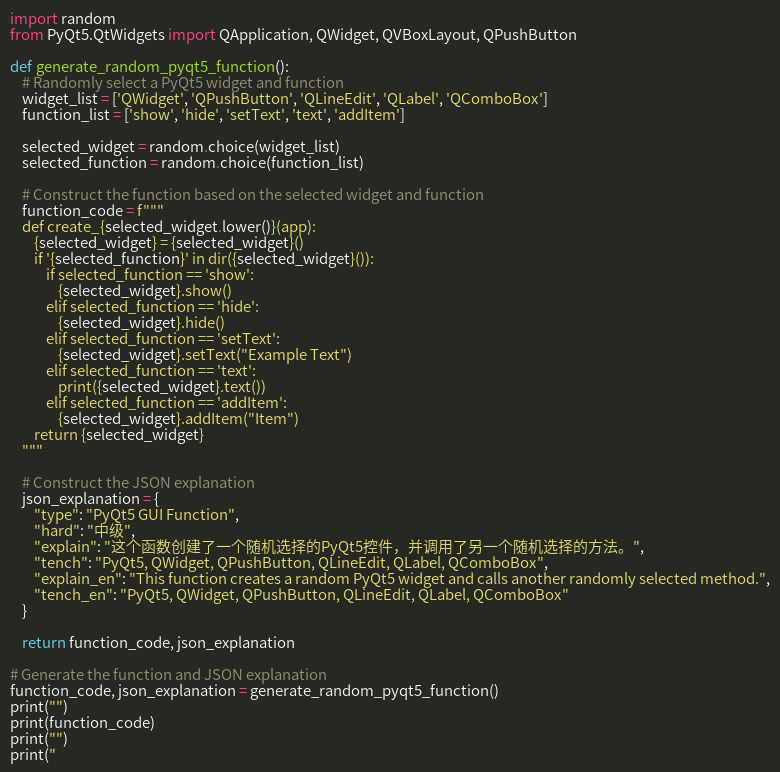 import random
from PyQt5.QtWidgets import QApplication, QWidget, QVBoxLayout, QPushButton

def generate_random_pyqt5_function():
    # Randomly select a PyQt5 widget and function
    widget_list = ['QWidget', 'QPushButton', 'QLineEdit', 'QLabel', 'QComboBox']
    function_list = ['show', 'hide', 'setText', 'text', 'addItem']

    selected_widget = random.choice(widget_list)
    selected_function = random.choice(function_list)

    # Construct the function based on the selected widget and function
    function_code = f"""
    def create_{selected_widget.lower()}(app):
        {selected_widget} = {selected_widget}()
        if '{selected_function}' in dir({selected_widget}()):
            if selected_function == 'show':
                {selected_widget}.show()
            elif selected_function == 'hide':
                {selected_widget}.hide()
            elif selected_function == 'setText':
                {selected_widget}.setText("Example Text")
            elif selected_function == 'text':
                print({selected_widget}.text())
            elif selected_function == 'addItem':
                {selected_widget}.addItem("Item")
        return {selected_widget}
    """

    # Construct the JSON explanation
    json_explanation = {
        "type": "PyQt5 GUI Function",
        "hard": "中级",
        "explain": "这个函数创建了一个随机选择的PyQt5控件，并调用了另一个随机选择的方法。",
        "tench": "PyQt5, QWidget, QPushButton, QLineEdit, QLabel, QComboBox",
        "explain_en": "This function creates a random PyQt5 widget and calls another randomly selected method.",
        "tench_en": "PyQt5, QWidget, QPushButton, QLineEdit, QLabel, QComboBox"
    }

    return function_code, json_explanation

# Generate the function and JSON explanation
function_code, json_explanation = generate_random_pyqt5_function()
print("")
print(function_code)
print("")
print("